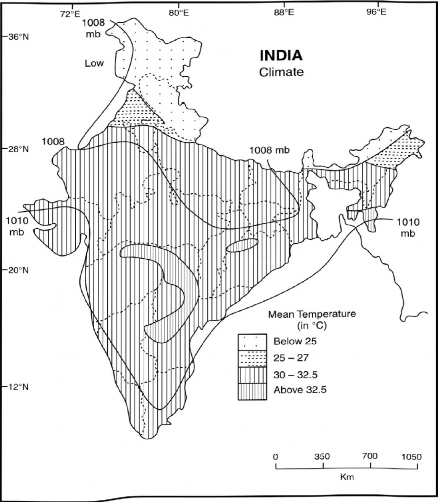 72°E 80°E 88°E 96°E
1008
mb
36°N
Low
INDIA
Climate
28°N
1008
1008 mb
1010
mb
1010
mb
20°N
Mean Temperature
(in °C)
Below 25
25 – 27
30 – 32.5
Above 32.5
12°N
0 350 700 1050
Km